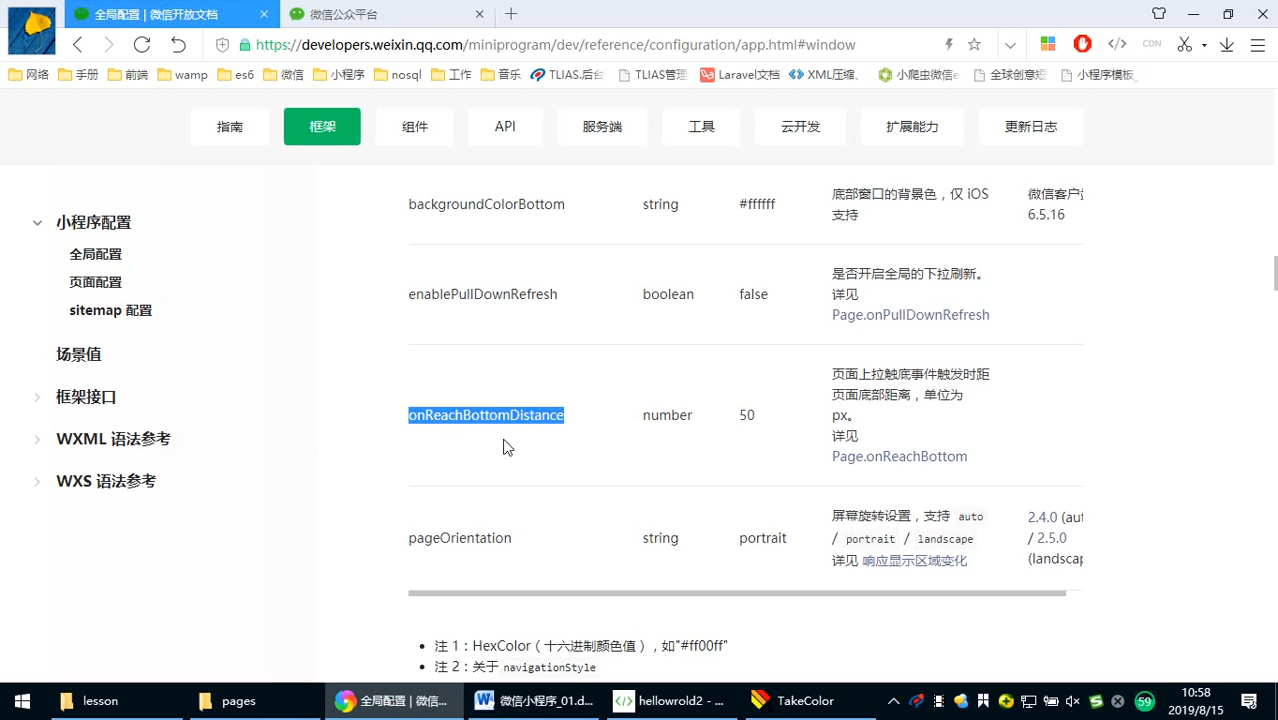 全局配置 | 微信开放文档
微信公众平台
https://developers.weixin.qq.com/miniprogram/dev/reference/configuration/app.html#window
CDN
网络 手册 前端 wamp es6 微信 小程序 nosql 工作 音乐 TLIAS.后台 TLIAS管理 Laravel文档 XML压缩、 小爬虫微信e 全球创意短 小程序模板_
指南 框架 组件 API 服务端 工具 云开发 扩展能力 更新日志
小程序配置
全局配置
页面配置
sitemap 配置
场景值
框架接口
WXML 语法参考
WXS 语法参考
backgroundColorBottom string #ffffff
底部窗口的背景色，仅 iOS
支持
微信客户
6.5.16
enablePullDownRefresh boolean false
是否开启全局的下拉刷新。
详见
Page.onPullDownRefresh
onReachBottomDistance number 50
页面上拉触底事件触发时距
页面底部距离，单位为
px。
详见
Page.onReachBottom
pageOrientation string portrait
屏幕旋转设置，支持 auto
/ portrait / landscape
详见 响应显示区域变化
2.4.0 (aut
/ 2.5.0
(landscap
注 1：HexColor（十六进制颜色值），如"#ff00ff"
注 2：关于 navigationStyle
lesson
pages
全局配置 | 微信...
微信小程序_01.d...
hellowrold2 - ...
TakeColor
59
10:58
2019/8/15